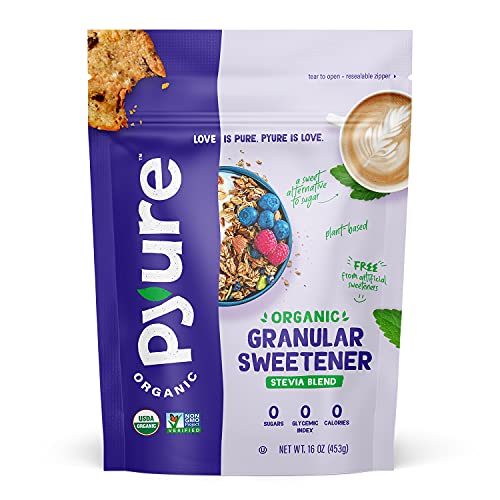 tear to open - resealable zipper
LOVE IS PURE. PYURE IS LOVE.
pyure™
ORGANIC
a sweet
alternative
to sugar
plant-based
FREE
from artificial
sweeteners
ORGANIC
GRANULAR
SWEETENER
STEVIA BLEND
0 0 0
SUGARS GLYCEMIC INDEX CALORIES
USDA
ORGANIC
NON
GMO
Project
VERIFIED
U
NET WT. 16 OZ (453g)